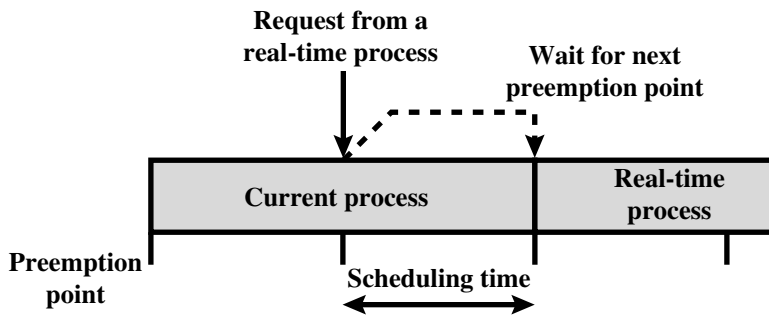 Request from a
real-time process
Wait for next
preemption point
Current process
Real-time
process
Preemption
point
Scheduling time